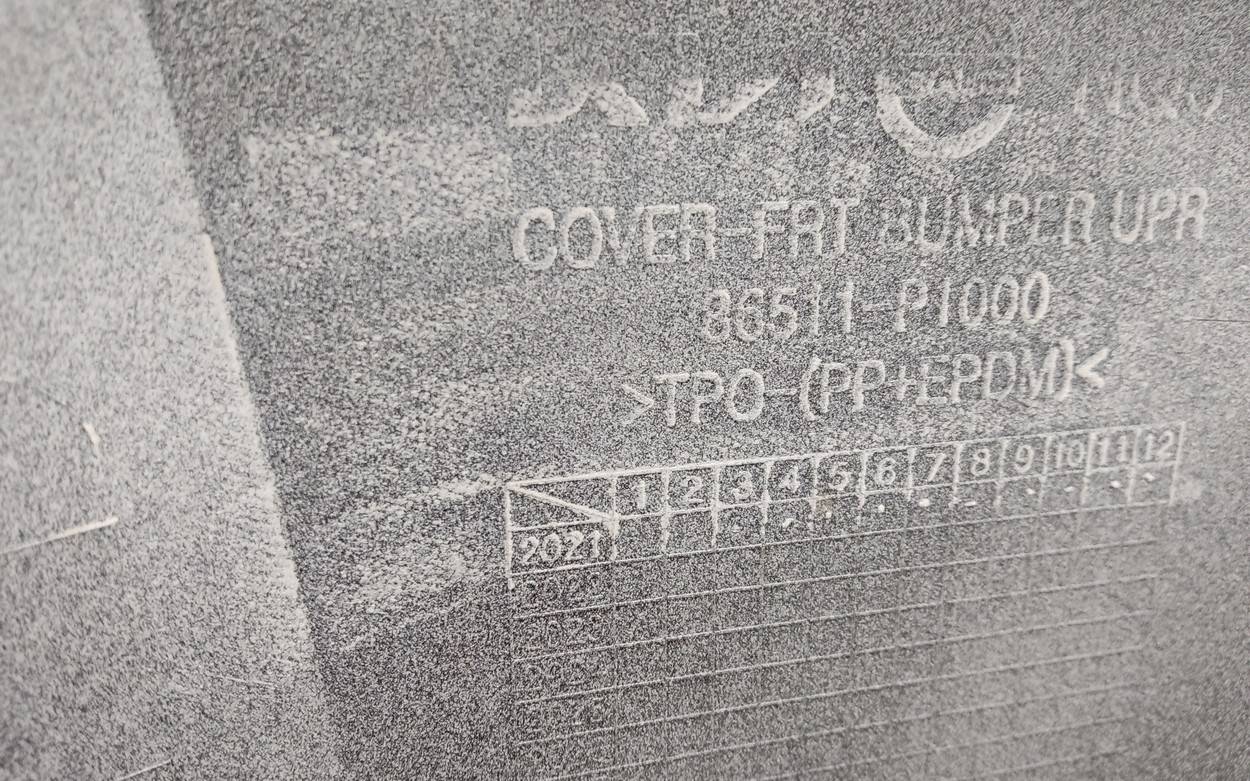 COVER-FRT BUMPER UPR
86511-P1000
>TPO-(PP+EPDM)<
1 2 3 4 5 6 7 8 9 10 11 12
2021